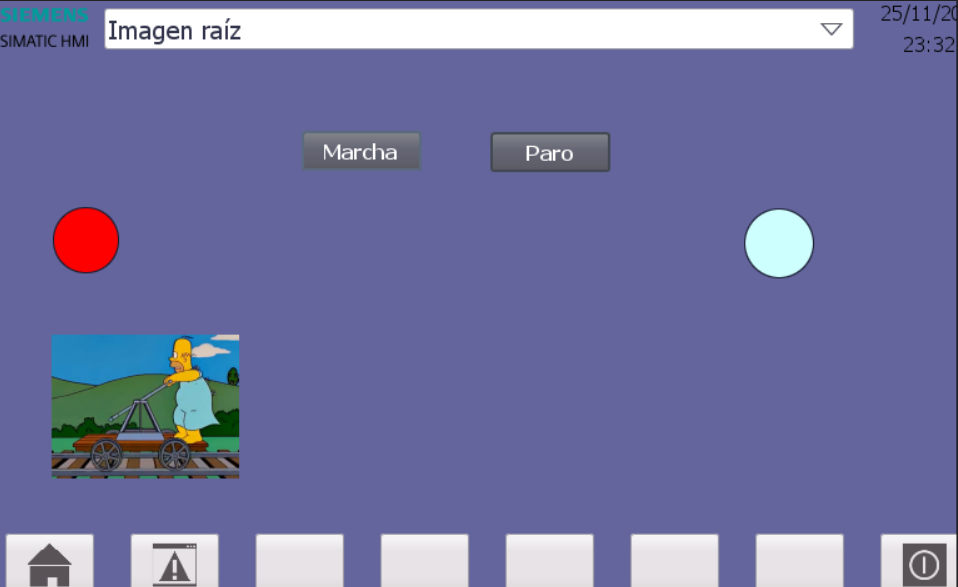 SIEMENS
SIMATIC HMI
Imagen raíz
25/11/20
23:32
Marcha
Paro